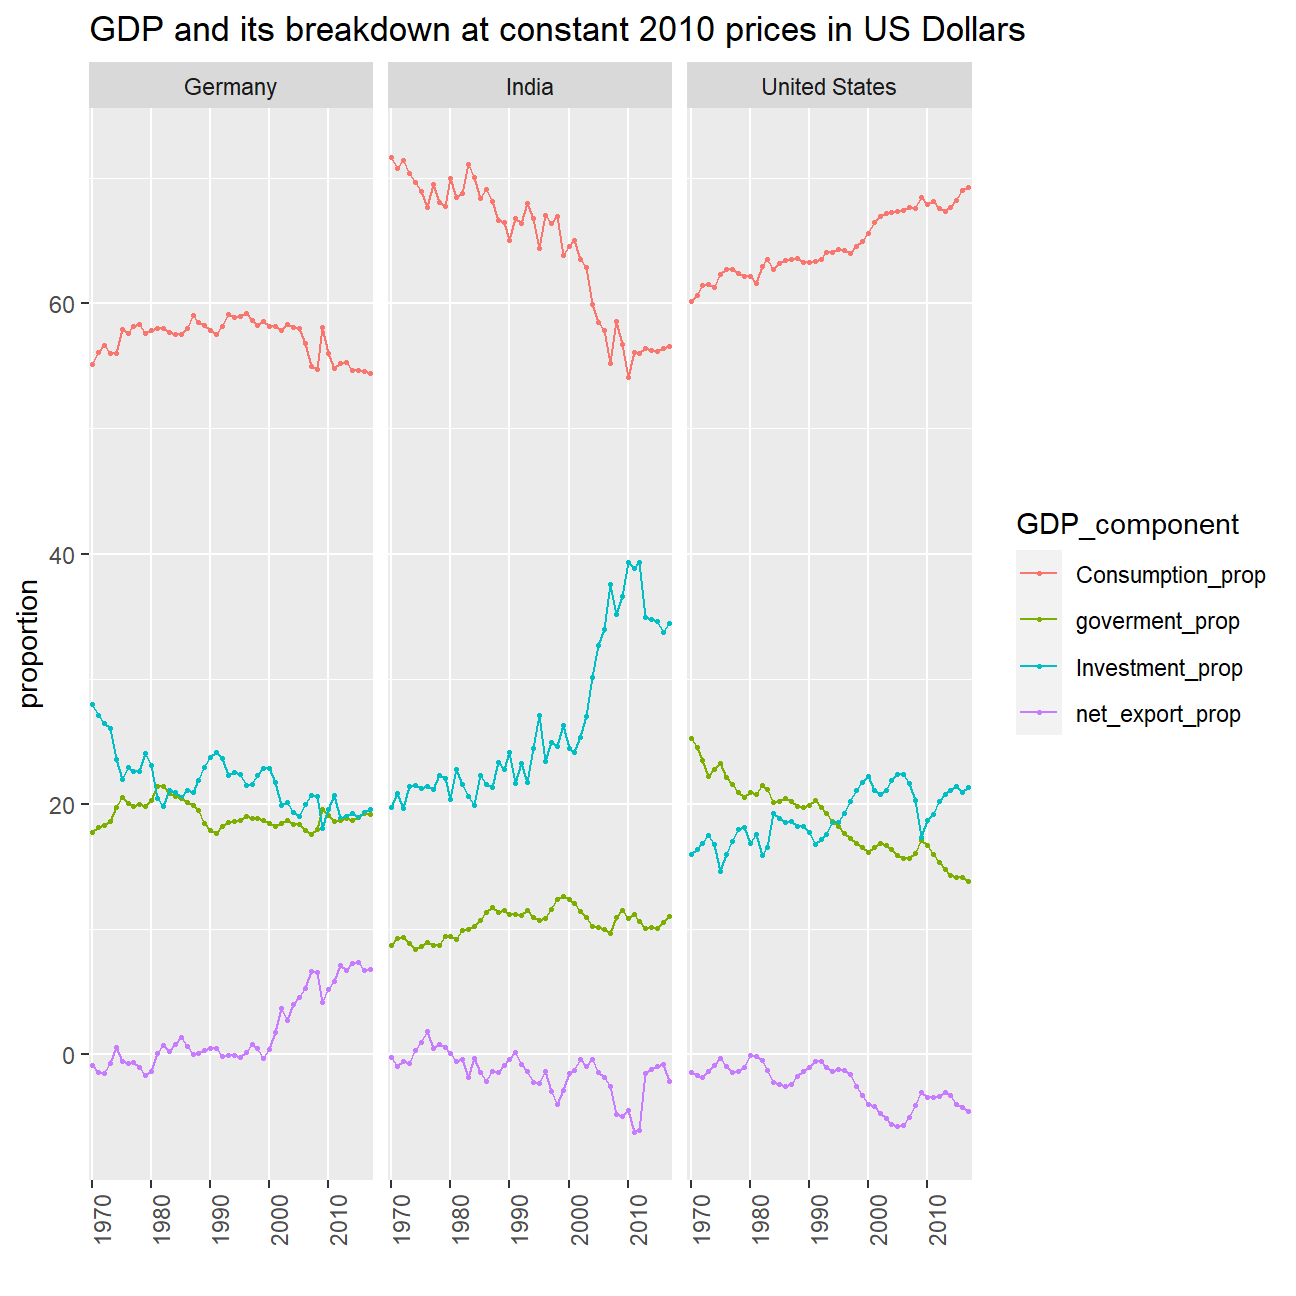 GDP and its breakdown at constant 2010 prices in US Dollars
Germany
India
United States
proportion
60
40
20
0
1970
1980
1990
2000
2010
1970
1980
1990
2000
2010
1970
1980
1990
2000
2010
GDP_component
Consumption_prop
goverment_prop
Investment_prop
net_export_prop